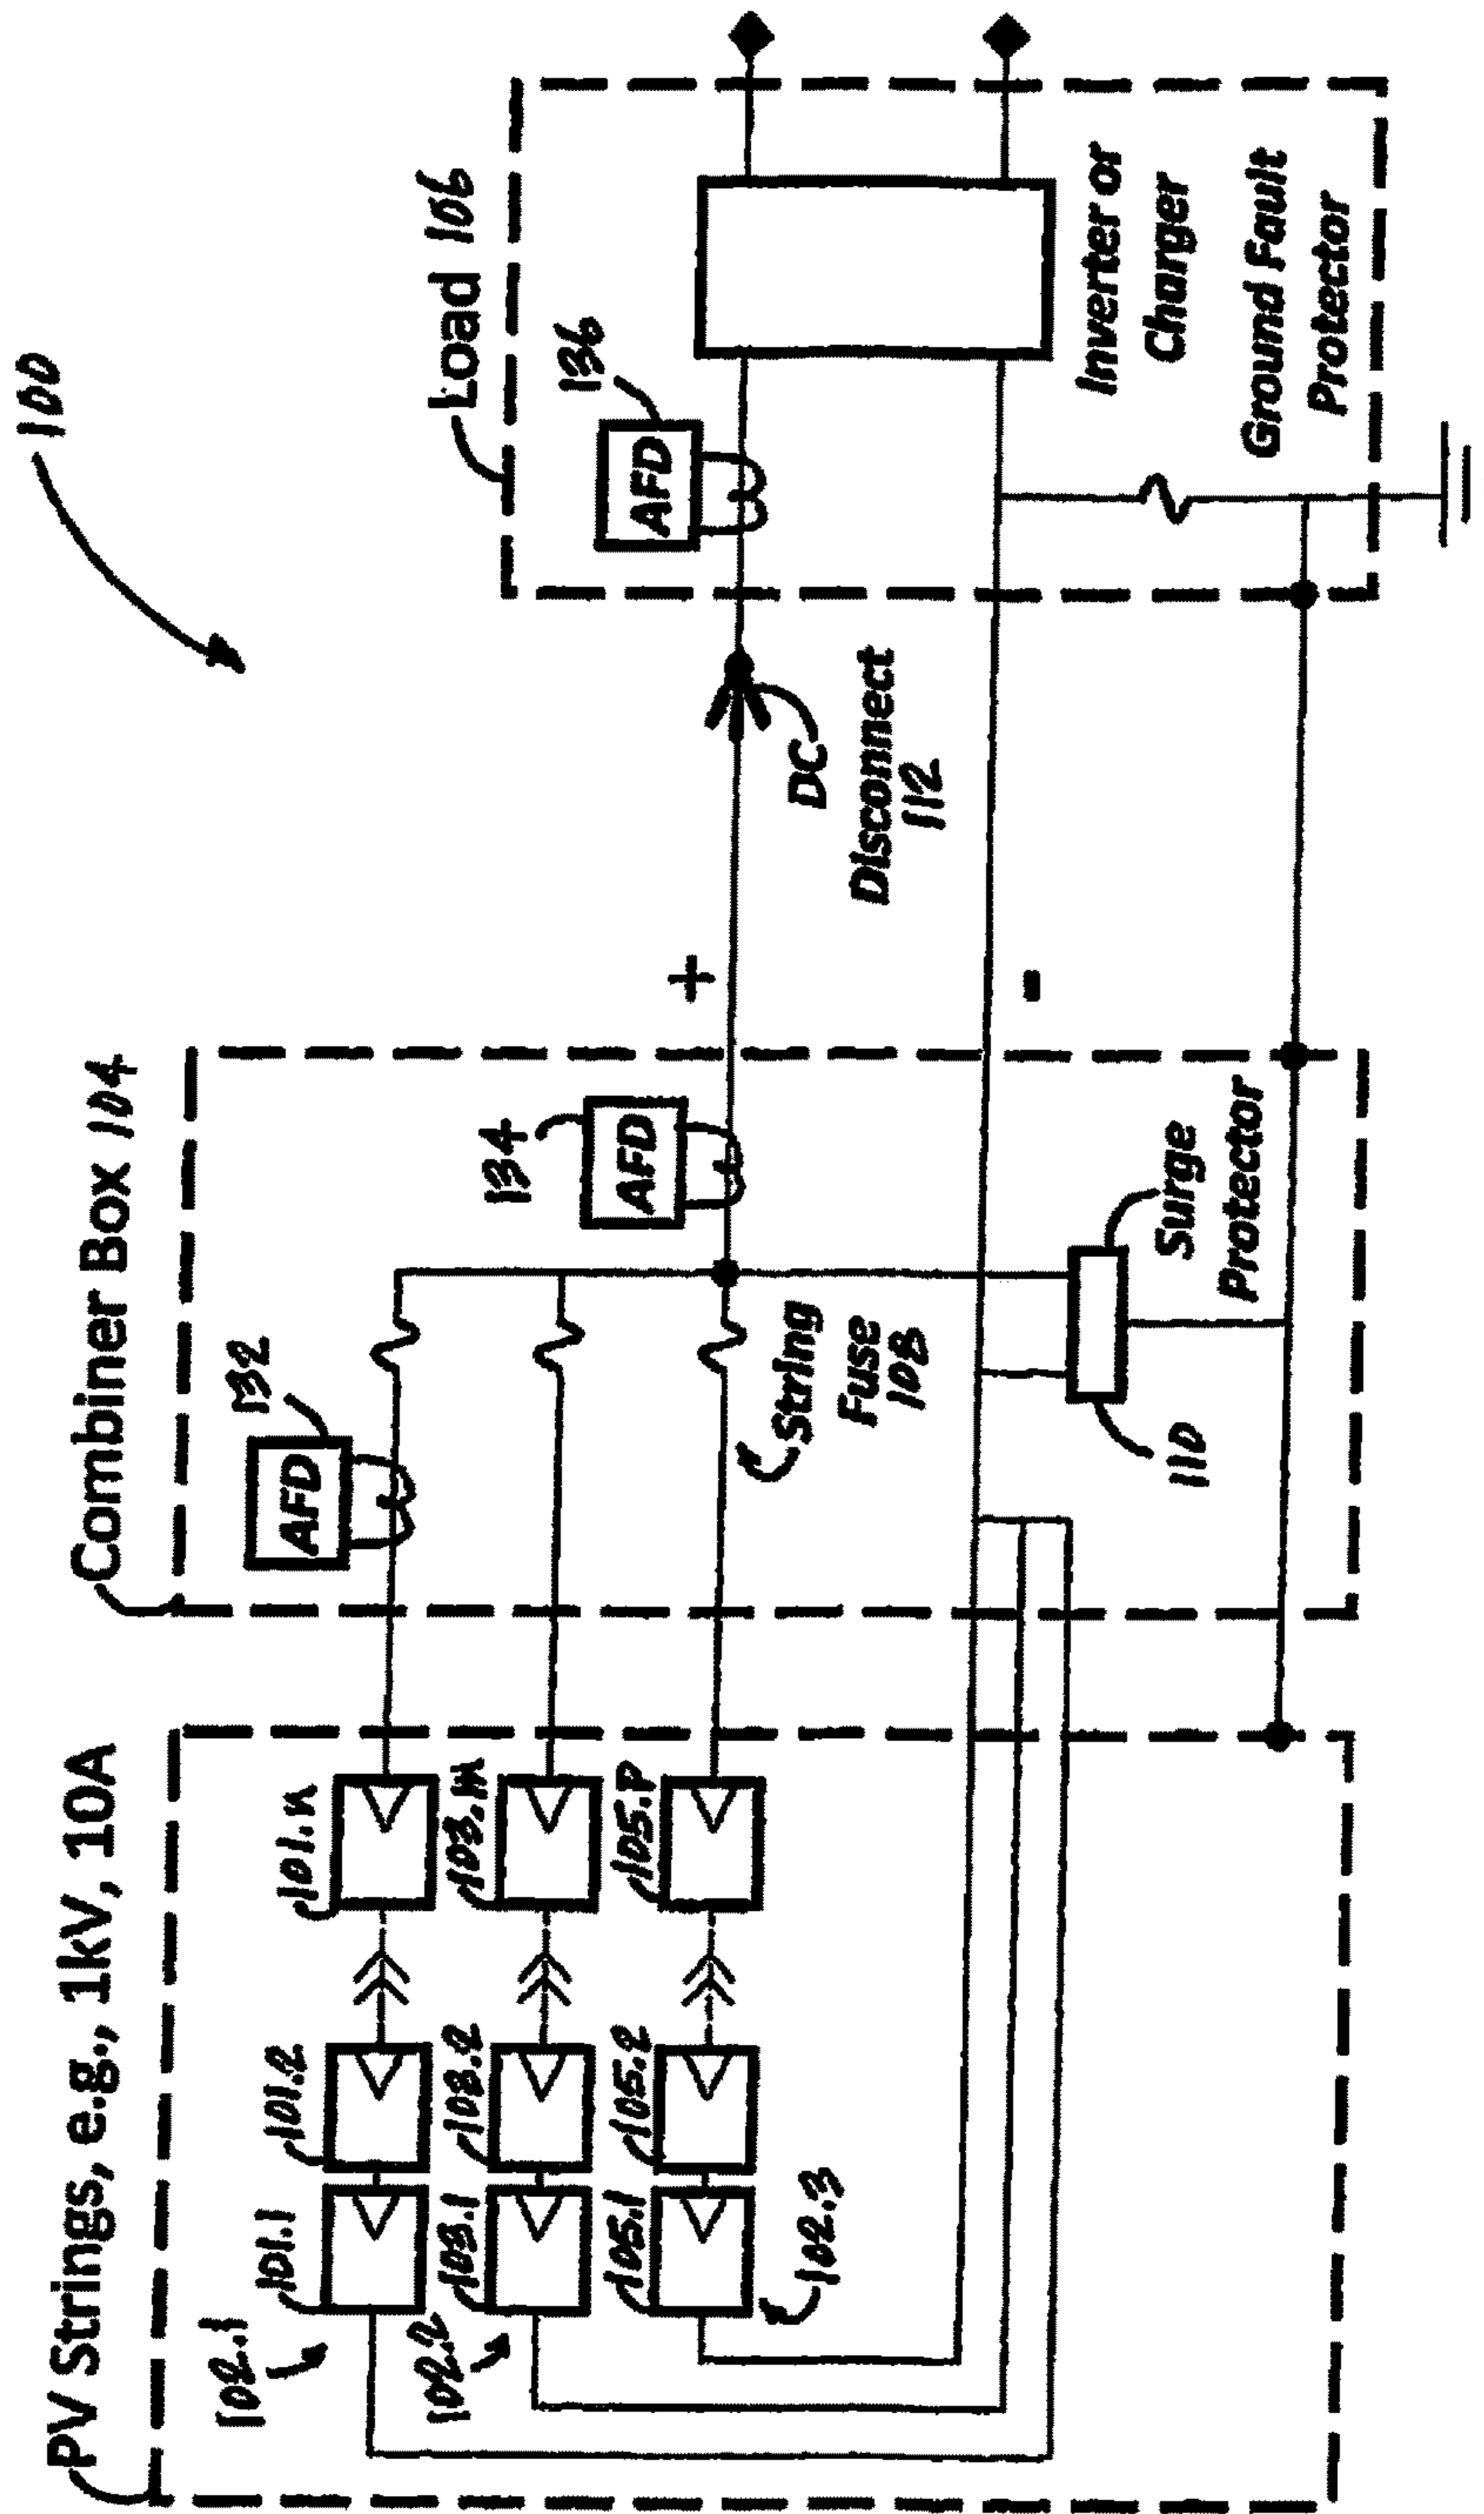 100
PV Strings, e.g., 1kV, 10A
Combiner Box 104
Load 106
102.1
101.1
101.2
101.n
AFD
132
134
AFD
136
AFD
102.2
103.1
103.2
103.m
105.1
105.2
105.p
102.3
String
Fuse
108
+
-
DC
Disconnect
112
Inverter or
Charger
110
Surge
Protector
Ground Fault
Protector